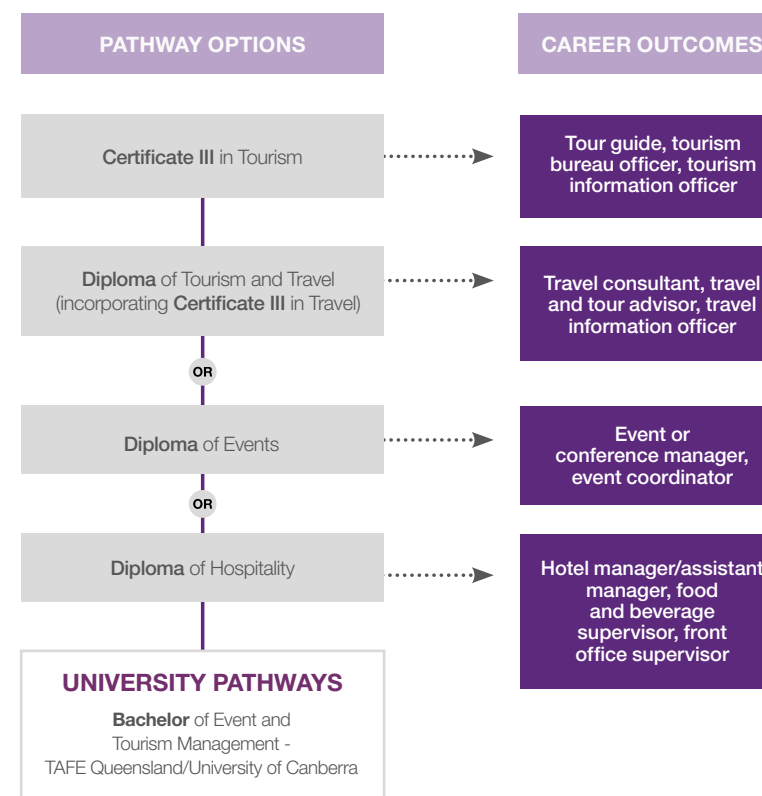 PATHWAY OPTIONS
CAREER OUTCOMES
Certificate III in Tourism
Tour guide, tourism
bureau officer, tourism
information officer
Diploma of Tourism and Travel
(incorporating Certificate III in Travel)
Travel consultant, travel
and tour advisor, travel
information officer
OR
Diploma of Events
Event or
conference manager,
event coordinator
OR
Diploma of Hospitality
Hotel manager/assistant
manager, food
and beverage
supervisor, front
office supervisor
UNIVERSITY PATHWAYS
Bachelor of Event and
Tourism Management -
TAFE Queensland/University of Canberra